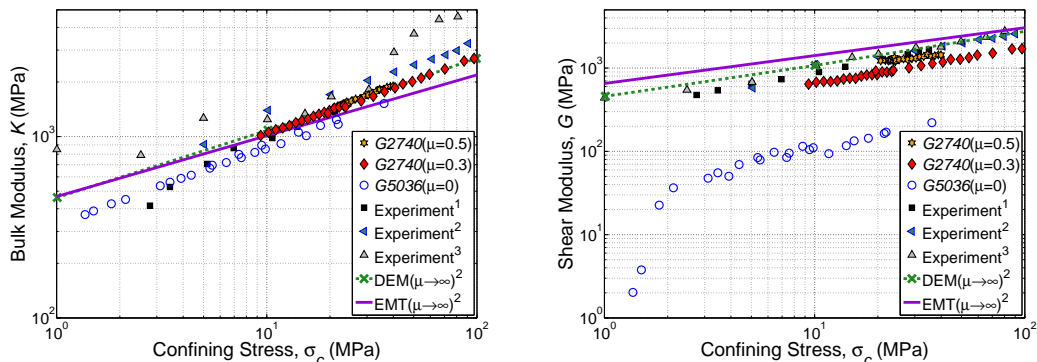 Bulk Modulus, K (MPa)
10³
10²
10⁰
10¹
10²
Confining Stress, σc (MPa)
G2740(μ=0.5)
G2740(μ=0.3)
G5036(μ=0)
Experiment¹
Experiment²
Experiment³
DEM(μ→∞)²
EMT(μ→∞)²
Shear Modulus, G (MPa)
10³
10²
10¹
10⁰
10⁰
10¹
10²
Confining Stress, σc (MPa)
G2740(μ=0.5)
G2740(μ=0.3)
G5036(μ=0)
Experiment¹
Experiment²
Experiment³
DEM(μ→∞)²
EMT(μ→∞)²